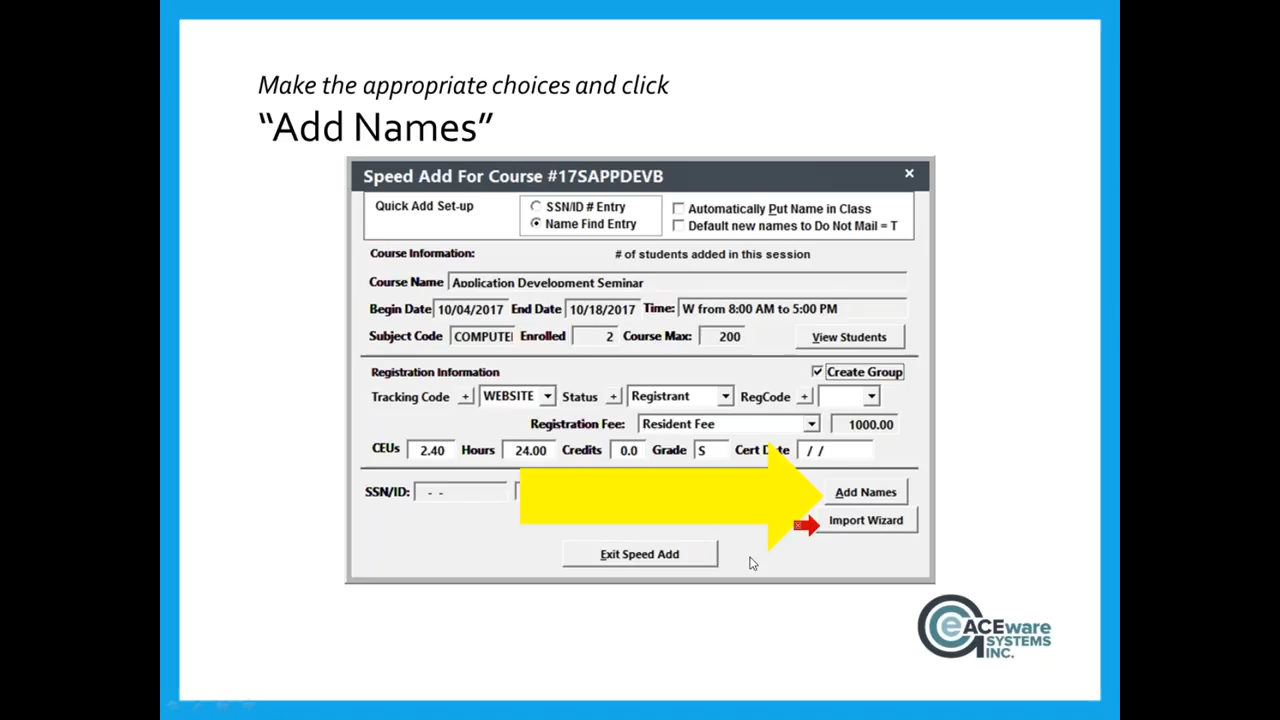 Make the appropriate choices and click
“Add Names”
Speed Add For Course #17SAPPDEVB
Quick Add Set-up
SSN/ID # Entry
Name Find Entry
Automatically Put Name in Class
Default new names to Do Not Mail = T
Course Information: # of students added in this session
Course Name Application Development Seminar
Begin Date 10/04/2017 End Date 10/18/2017 Time: W from 8:00 AM to 5:00 PM
Subject Code COMPUTE Enrolled 2 Course Max: 200 View Students
Registration Information Create Group
Tracking Code + WEBSITE Status + Registrant RegCode +
Registration Fee: Resident Fee 1000.00
CEUs 2.40 Hours 24.00 Credits 0.0 Grade S Cert D te / /
SSN/ID: - - Add Names
Import Wizard
Exit Speed Add
e ACEware
SYSTEMS
INC.